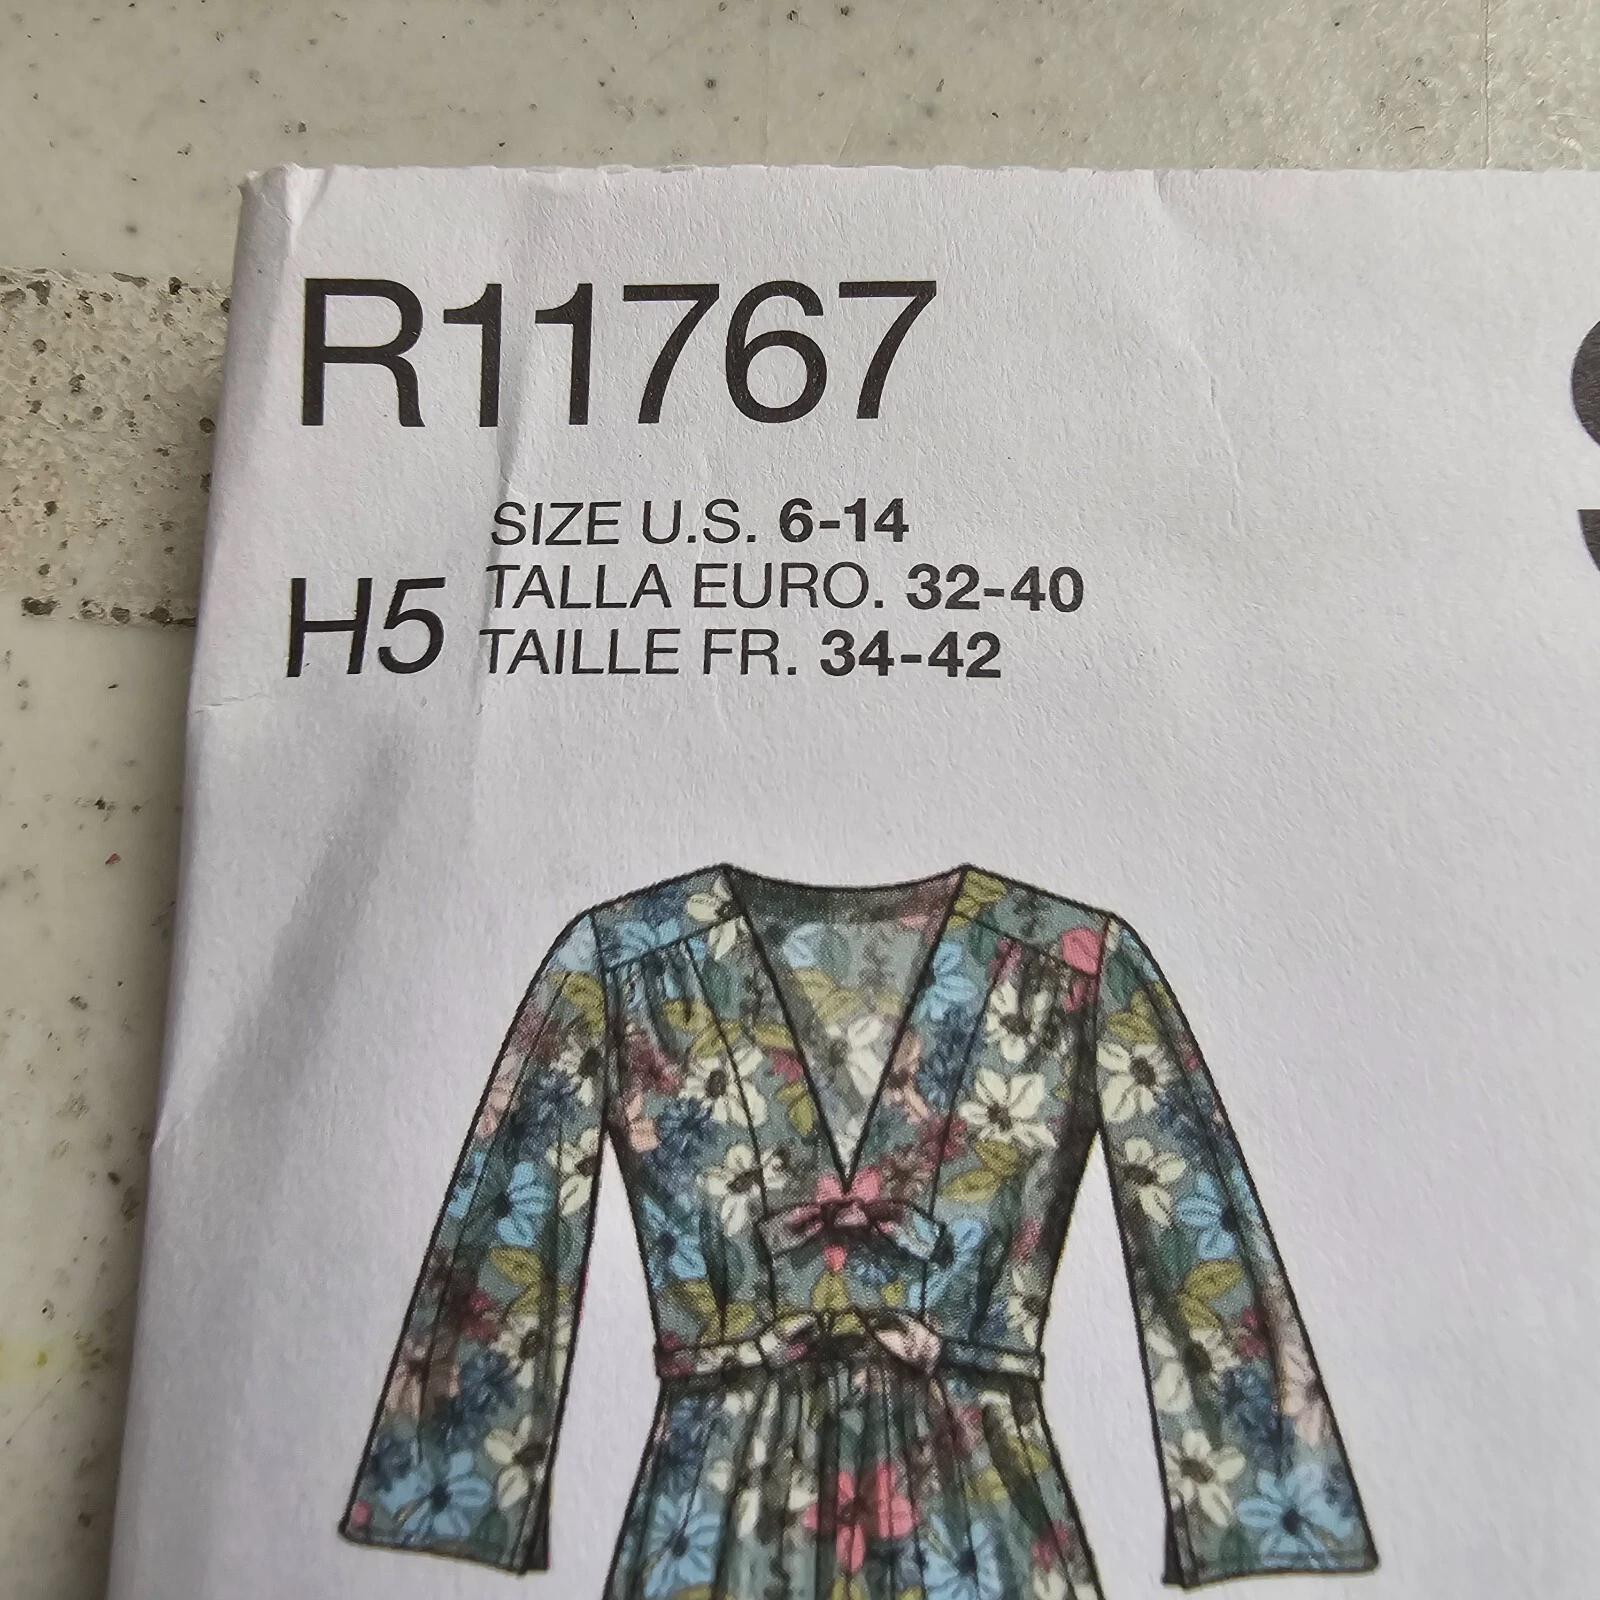 R11767
SIZE U.S. 6-14
H5 TALLA EURO. 32-40
TAILLE FR. 34-42